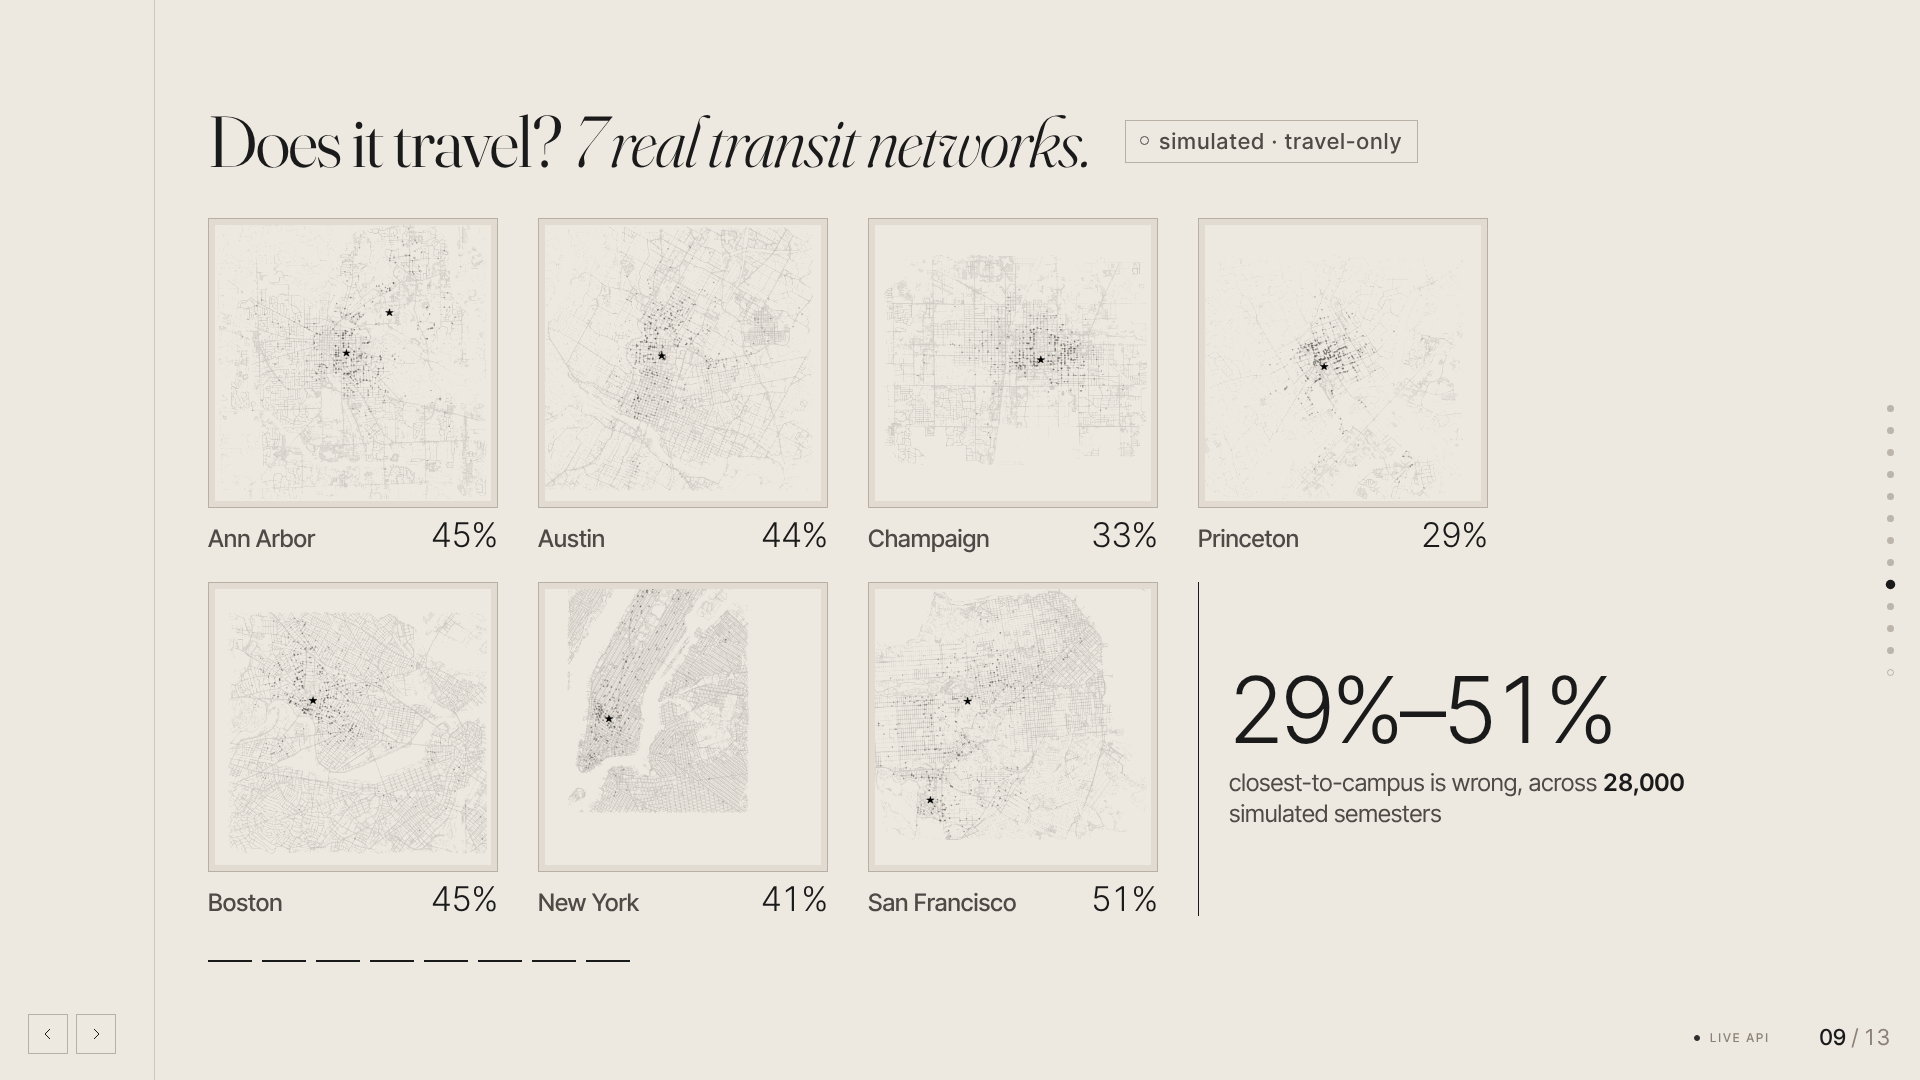 Does it travel? 7 real transit networks.
simulated · travel-only
Ann Arbor 45%
Austin 44%
Champaign 33%
Princeton 29%
Boston 45%
New York 41%
San Francisco 51%
29%–51%
closest-to-campus is wrong, across 28,000
simulated semesters
LIVE API
09 / 13